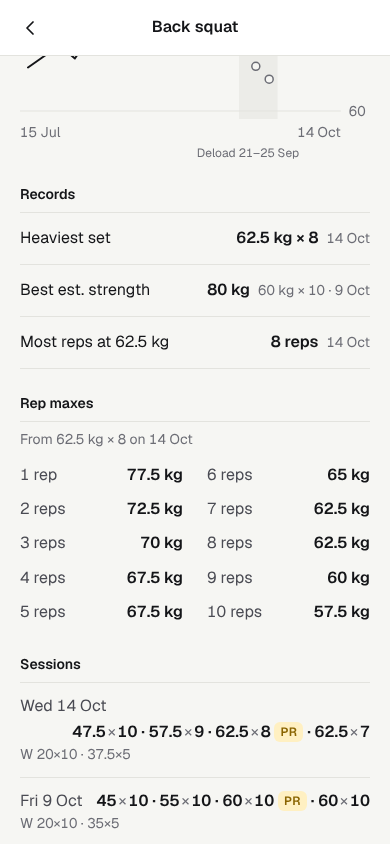 Back squat
60
15 Jul 14 Oct
Deload 21–25 Sep
Records
Heaviest set 62.5 kg × 8 14 Oct
Best est. strength 80 kg 60 kg × 10 · 9 Oct
Most reps at 62.5 kg 8 reps 14 Oct
Rep maxes
From 62.5 kg × 8 on 14 Oct
1 rep 77.5 kg 6 reps 65 kg
2 reps 72.5 kg 7 reps 62.5 kg
3 reps 70 kg 8 reps 62.5 kg
4 reps 67.5 kg 9 reps 60 kg
5 reps 67.5 kg 10 reps 57.5 kg
Sessions
Wed 14 Oct
47.5×10 · 57.5×9 · 62.5×8 PR · 62.5×7
W 20×10 · 37.5×5
Fri 9 Oct 45×10 · 55×10 · 60×10 PR · 60×10
W 20×10 · 35×5